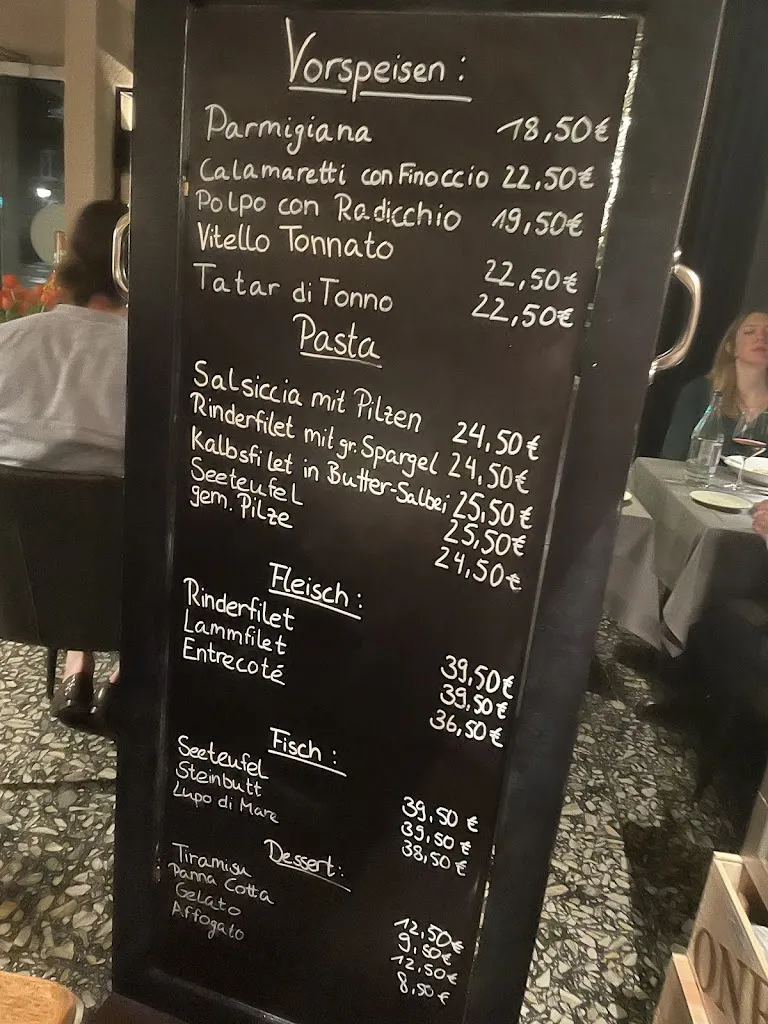 Vorspeisen:
Parmigiana 18,50€
Calamaretti con Finoccio 22,50€
Polpo con Radicchio 19,50€
Vitello Tonnato 22,50€
Tatar di Tonno 22,50€
Pasta
Salsiccia mit Pilzen 24,50€
Rinderfilet mit gr. Spargel 24,50€
Kalbsfilet in Butter-Salbei 25,50€
Seeteufel 25,50€
gem. Pilze 24,50€
Fleisch:
Rinderfilet 39,50€
Lammfilet 39,50€
Entrecoté 36,50€
Fisch:
Seeteufel 39,50€
Steinbutt 39,50€
Lupo di Mare 38,50€
Dessert:
Tiramisu 12,50€
Panna Cotta 9,50€
Gelato 12,50€
Affogato 8,50€